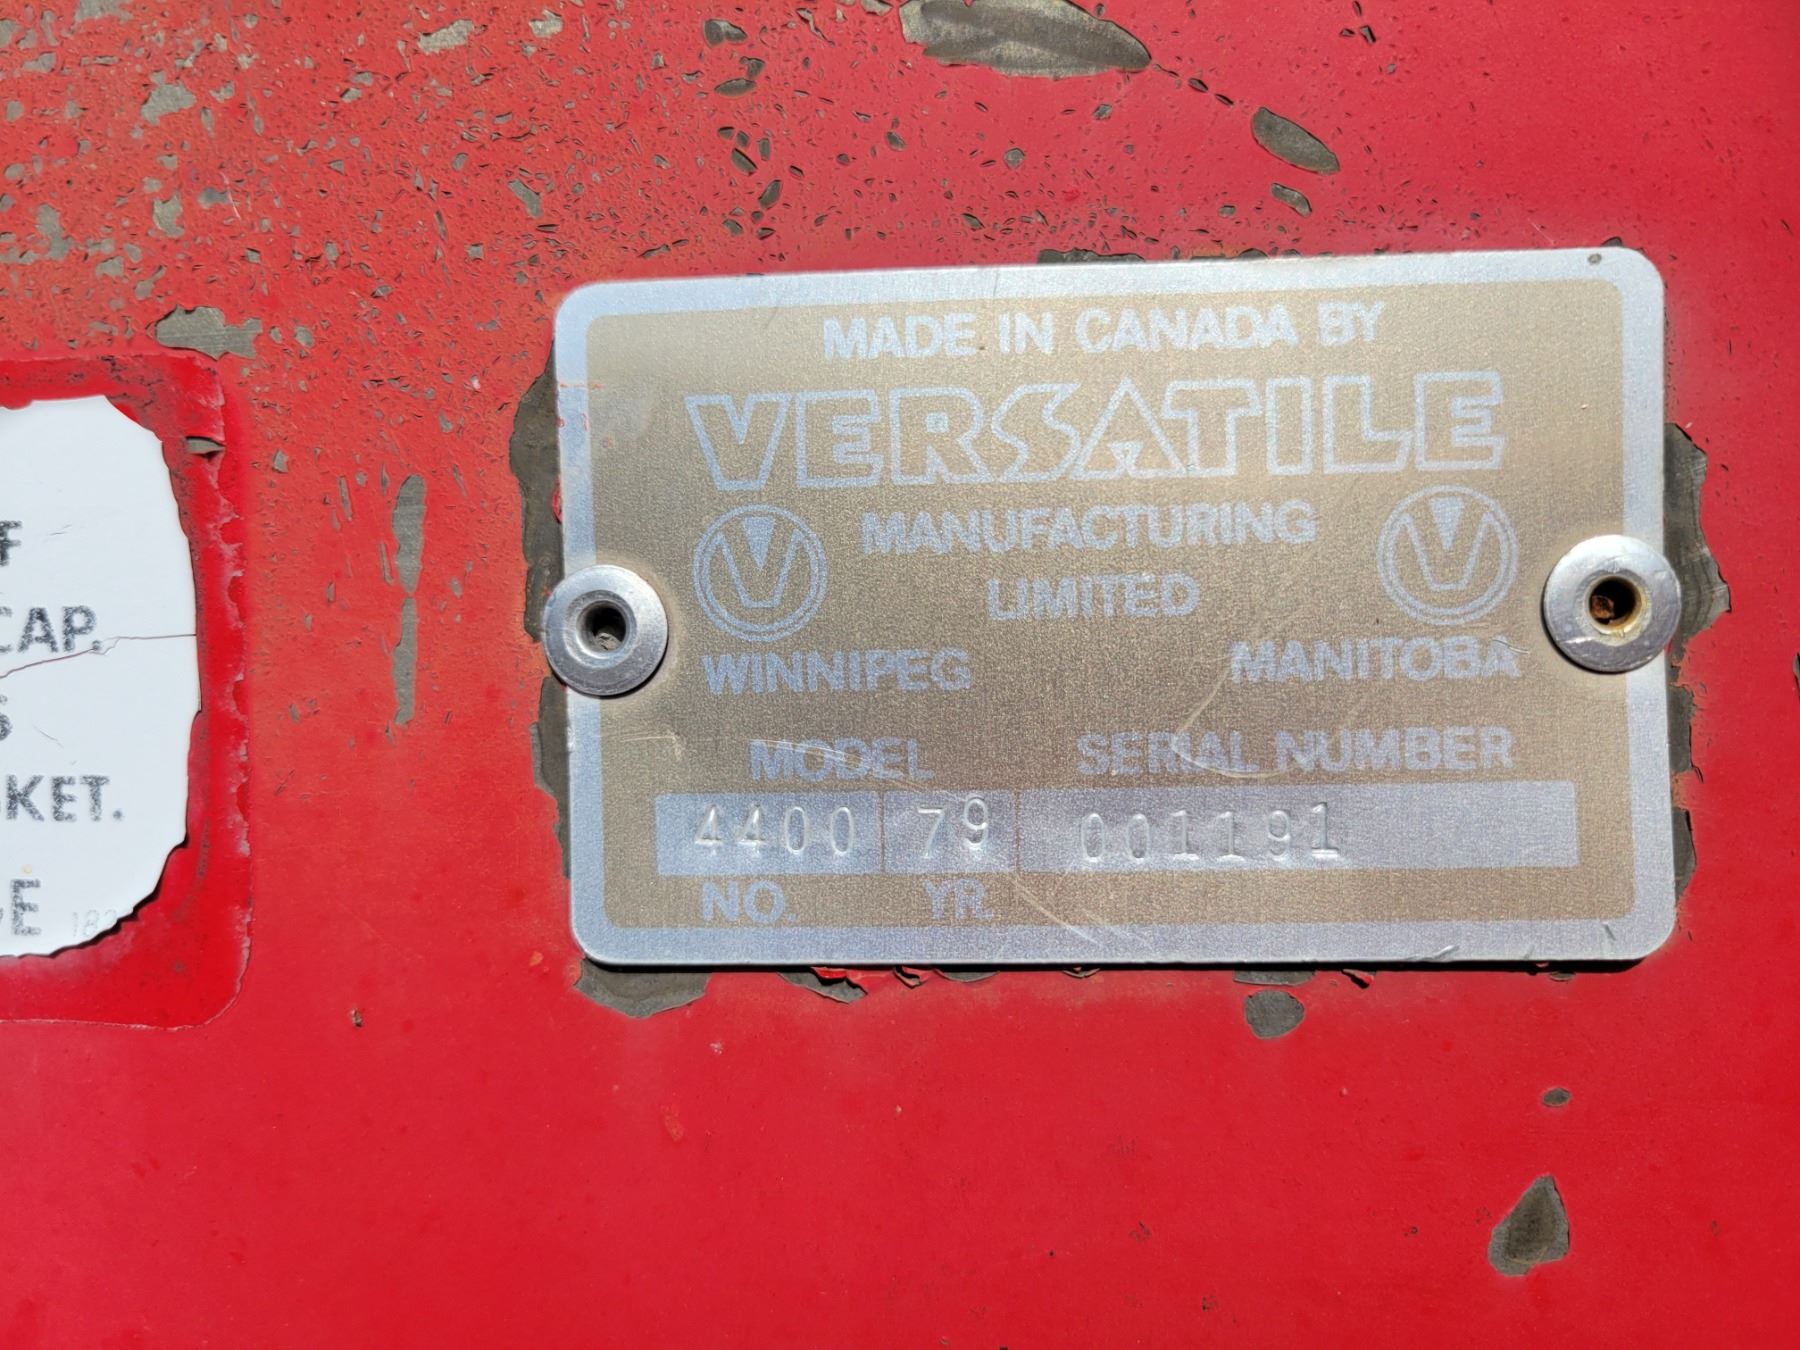 MADE IN CANADA BY
VERSATILE
MANUFACTURING
LIMITED
WINNIPEG MANITOBA
MODEL SERIAL NUMBER
4400 79 001191
NO. YR.
F
CAP.
S
KET.
E